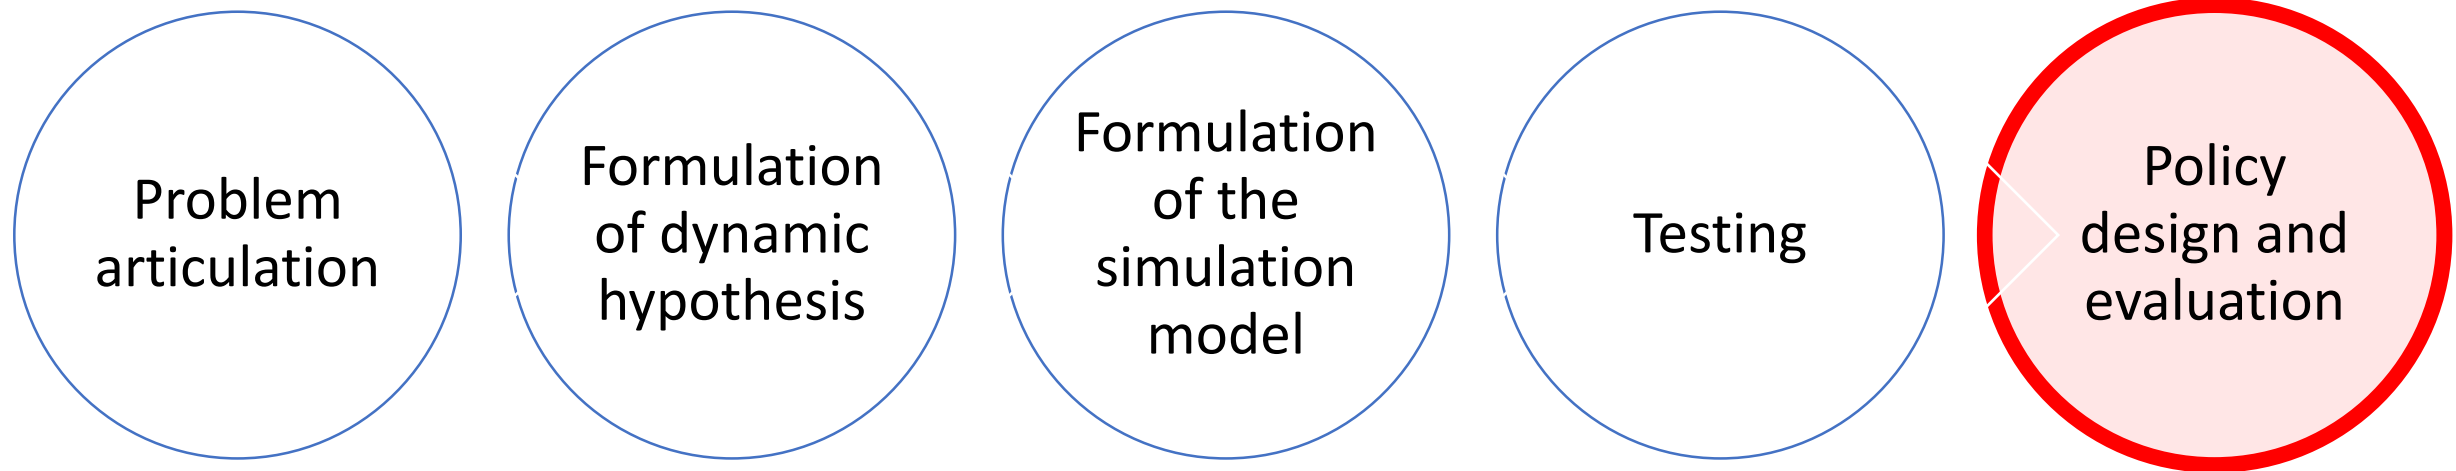 Problem
articulation
Formulation
of dynamic
hypothesis
Formulation
of the
simulation
model
Testing
Policy
design and
evaluation